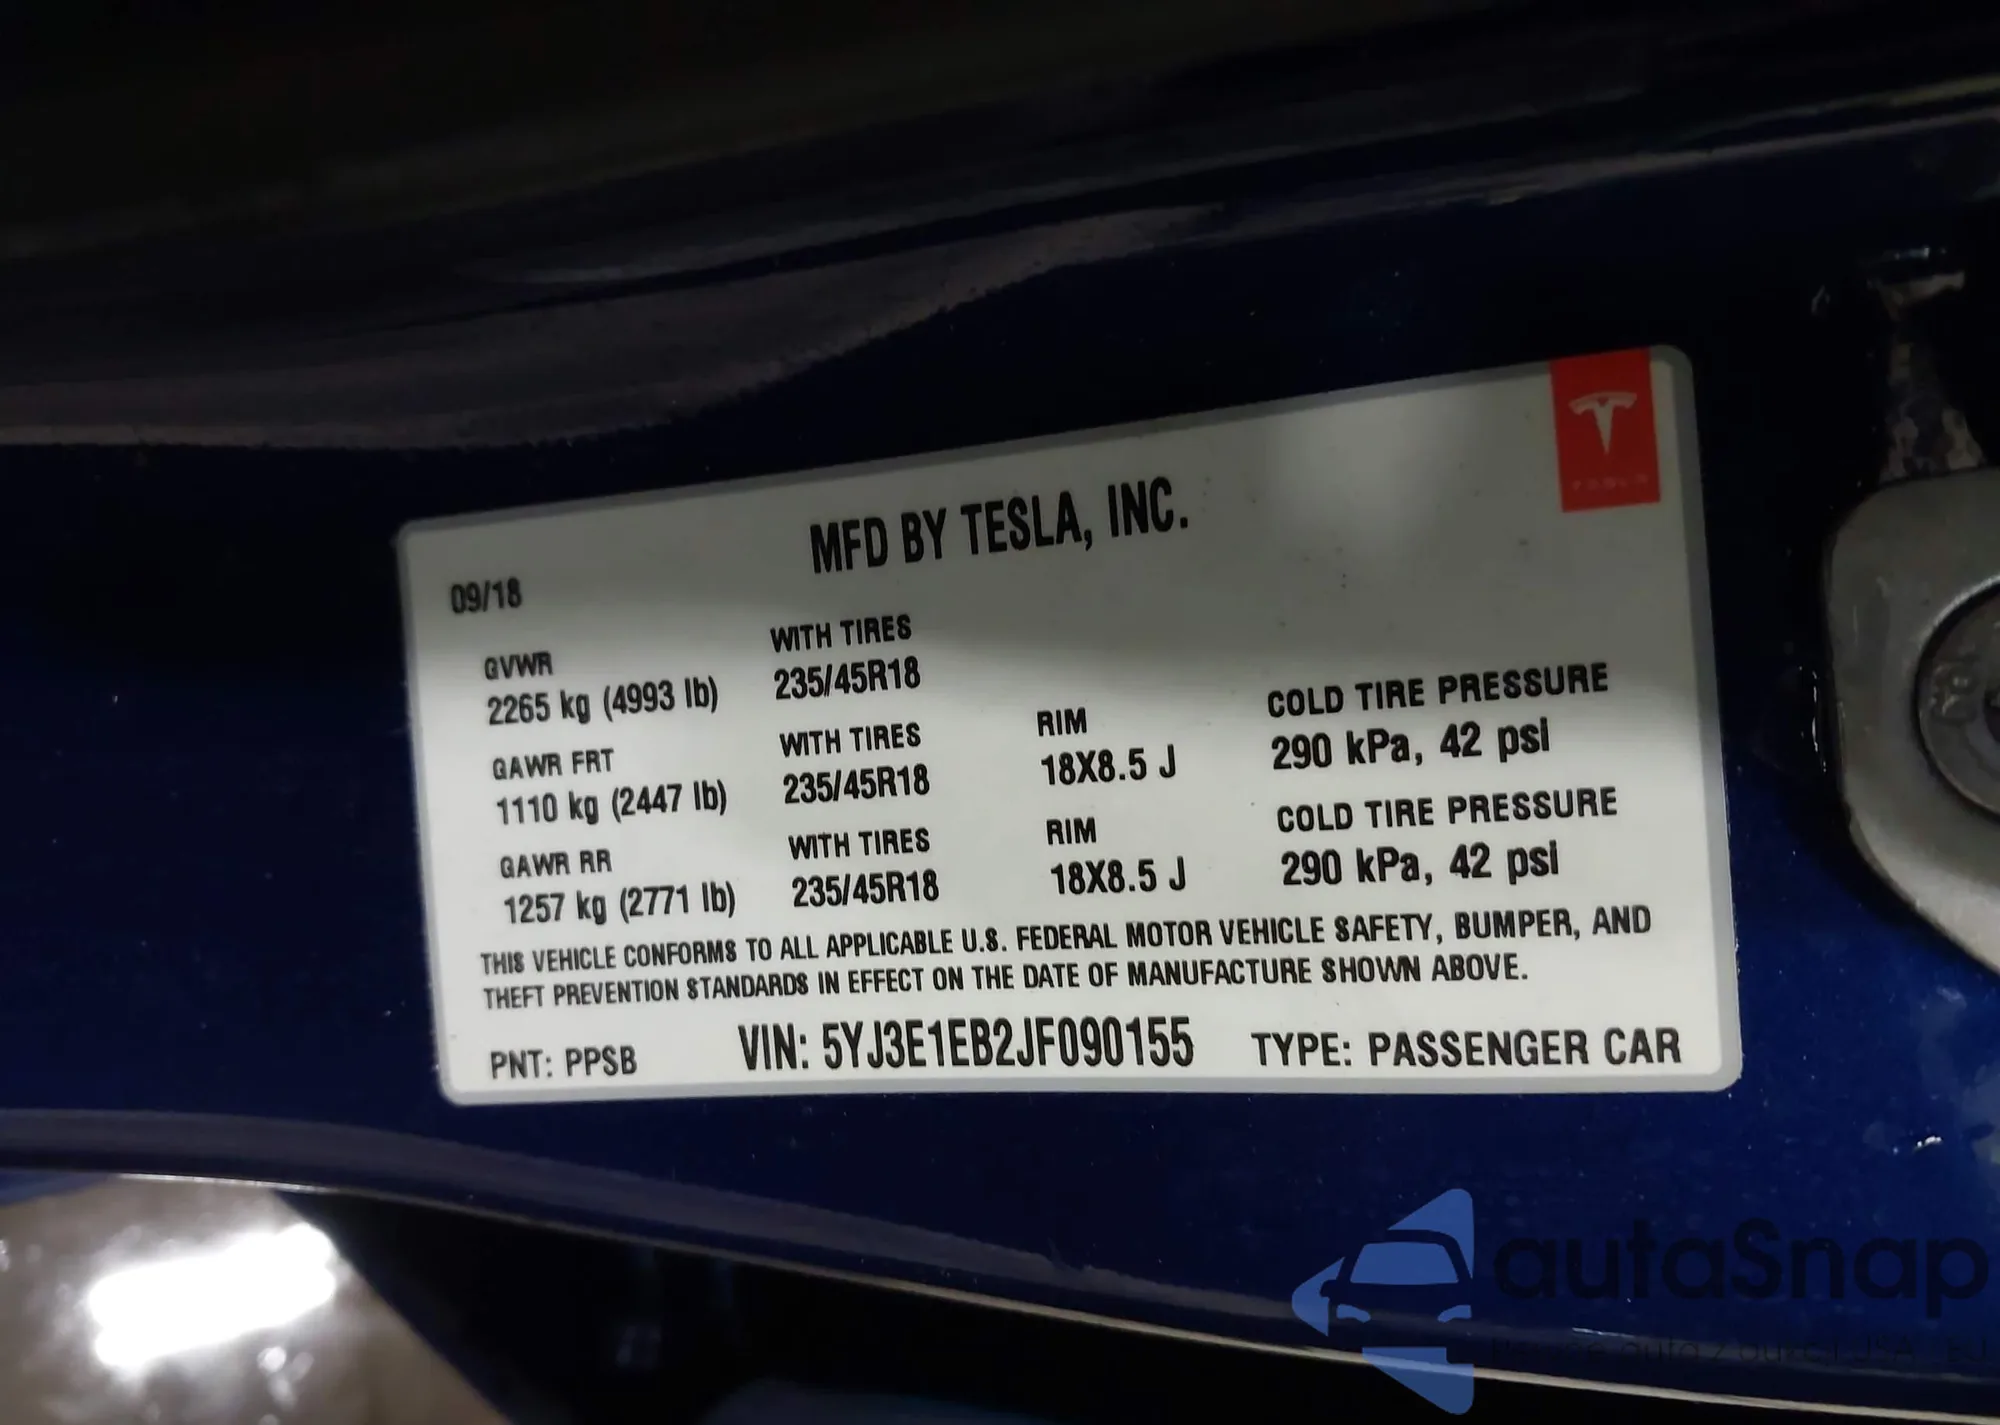 TESLA
MFD BY TESLA, INC.
09/18
GVWR
2265 kg (4993 lb)
WITH TIRES
235/45R18
GAWR FRT
1110 kg (2447 lb)
WITH TIRES
235/45R18
RIM
18X8.5 J
COLD TIRE PRESSURE
290 kPa, 42 psi
GAWR RR
1257 kg (2771 lb)
WITH TIRES
235/45R18
RIM
18X8.5 J
COLD TIRE PRESSURE
290 kPa, 42 psi
THIS VEHICLE CONFORMS TO ALL APPLICABLE U.S. FEDERAL MOTOR VEHICLE SAFETY, BUMPER, AND
THEFT PREVENTION STANDARDS IN EFFECT ON THE DATE OF MANUFACTURE SHOWN ABOVE.
PNT: PPSB
VIN: 5YJ3E1EB2JF090155
TYPE: PASSENGER CAR
autaSnap